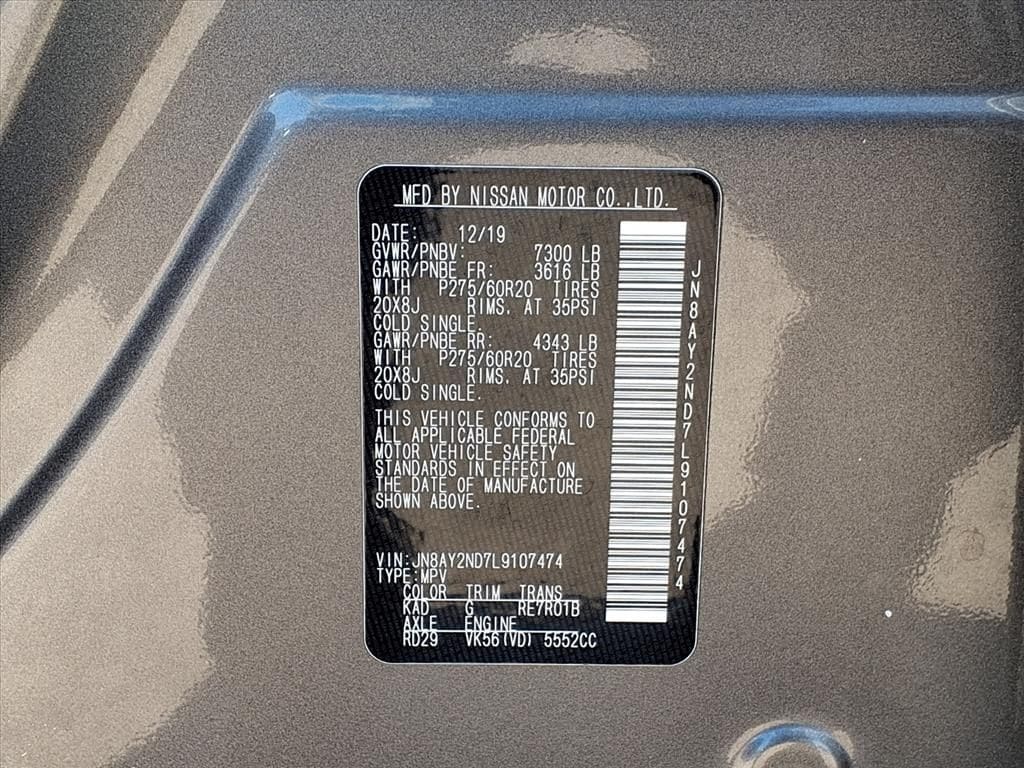 MFD BY NISSAN MOTOR CO.,LTD.
DATE: 12/19
GVWR/PNBV: 7300 LB
GAWR/PNBE FR: 3616 LB
WITH P275/60R20 TIRES
20X8J RIMS, AT 35PSI
COLD SINGLE.
GAWR/PNBE RR: 4343 LB
WITH P275/60R20 TIRES
20X8J RIMS, AT 35PSI
COLD SINGLE.
THIS VEHICLE CONFORMS TO
ALL APPLICABLE FEDERAL
MOTOR VEHICLE SAFETY
STANDARDS IN EFFECT ON
THE DATE OF MANUFACTURE
SHOWN ABOVE.
VIN:JN8AY2ND7L9107474
TYPE:MPV
COLOR TRIM TRANS
KAD G RE7R01B
AXLE ENGINE
RD29 VK56(VD) 5552CC
JN8AY2ND7L9107474